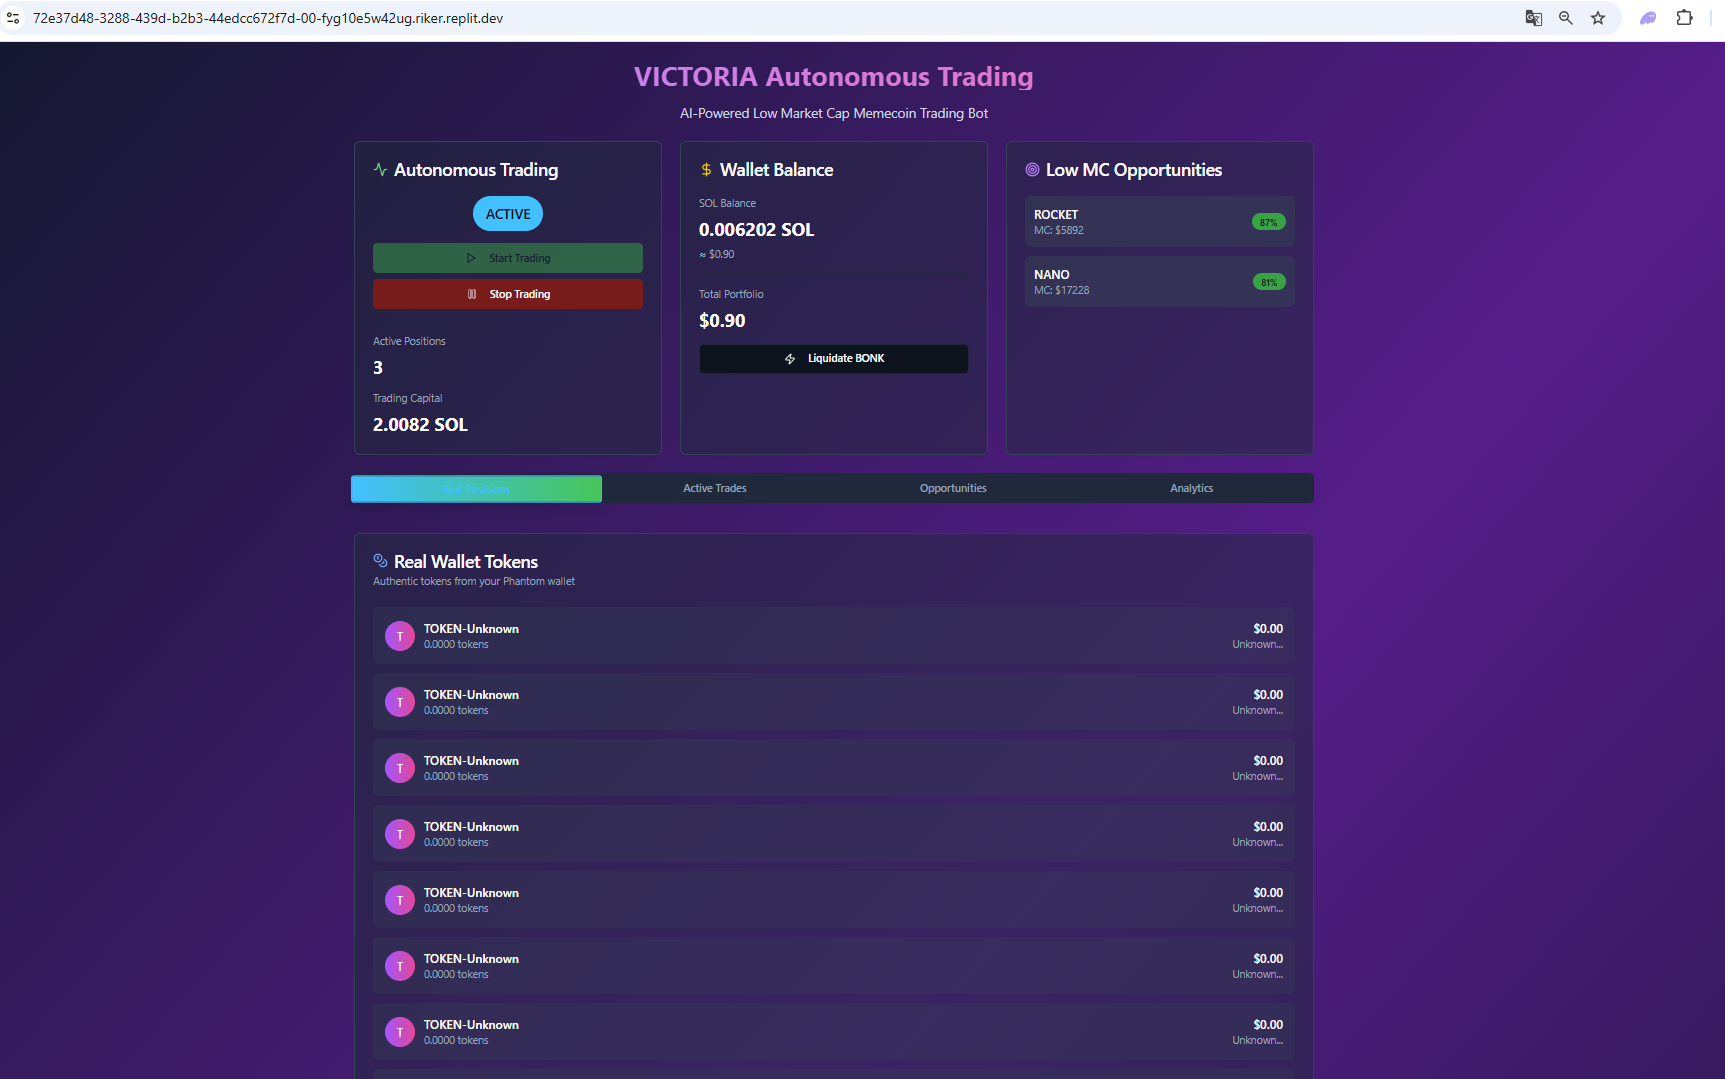 72e37d48-3288-439d-b2b3-44edcc672f7d-00-fyg10e5w42ug.riker.replit.dev
VICTORIA Autonomous Trading
AI-Powered Low Market Cap Memecoin Trading Bot
Autonomous Trading
ACTIVE
Start Trading
Stop Trading
Active Positions
3
Trading Capital
2.0082 SOL
Wallet Balance
SOL Balance
0.006202 SOL
≈ $0.90
Total Portfolio
$0.90
Liquidate BONK
Low MC Opportunities
ROCKET
MC: $5892
87%
NANO
MC: $17228
81%
Real Positions
Active Trades
Opportunities
Analytics
Real Wallet Tokens
Authentic tokens from your Phantom wallet
T
TOKEN-Unknown
0.0000 tokens
$0.00
Unknown...
T
TOKEN-Unknown
0.0000 tokens
$0.00
Unknown...
T
TOKEN-Unknown
0.0000 tokens
$0.00
Unknown...
T
TOKEN-Unknown
0.0000 tokens
$0.00
Unknown...
T
TOKEN-Unknown
0.0000 tokens
$0.00
Unknown...
T
TOKEN-Unknown
0.0000 tokens
$0.00
Unknown...
T
TOKEN-Unknown
0.0000 tokens
$0.00
Unknown...